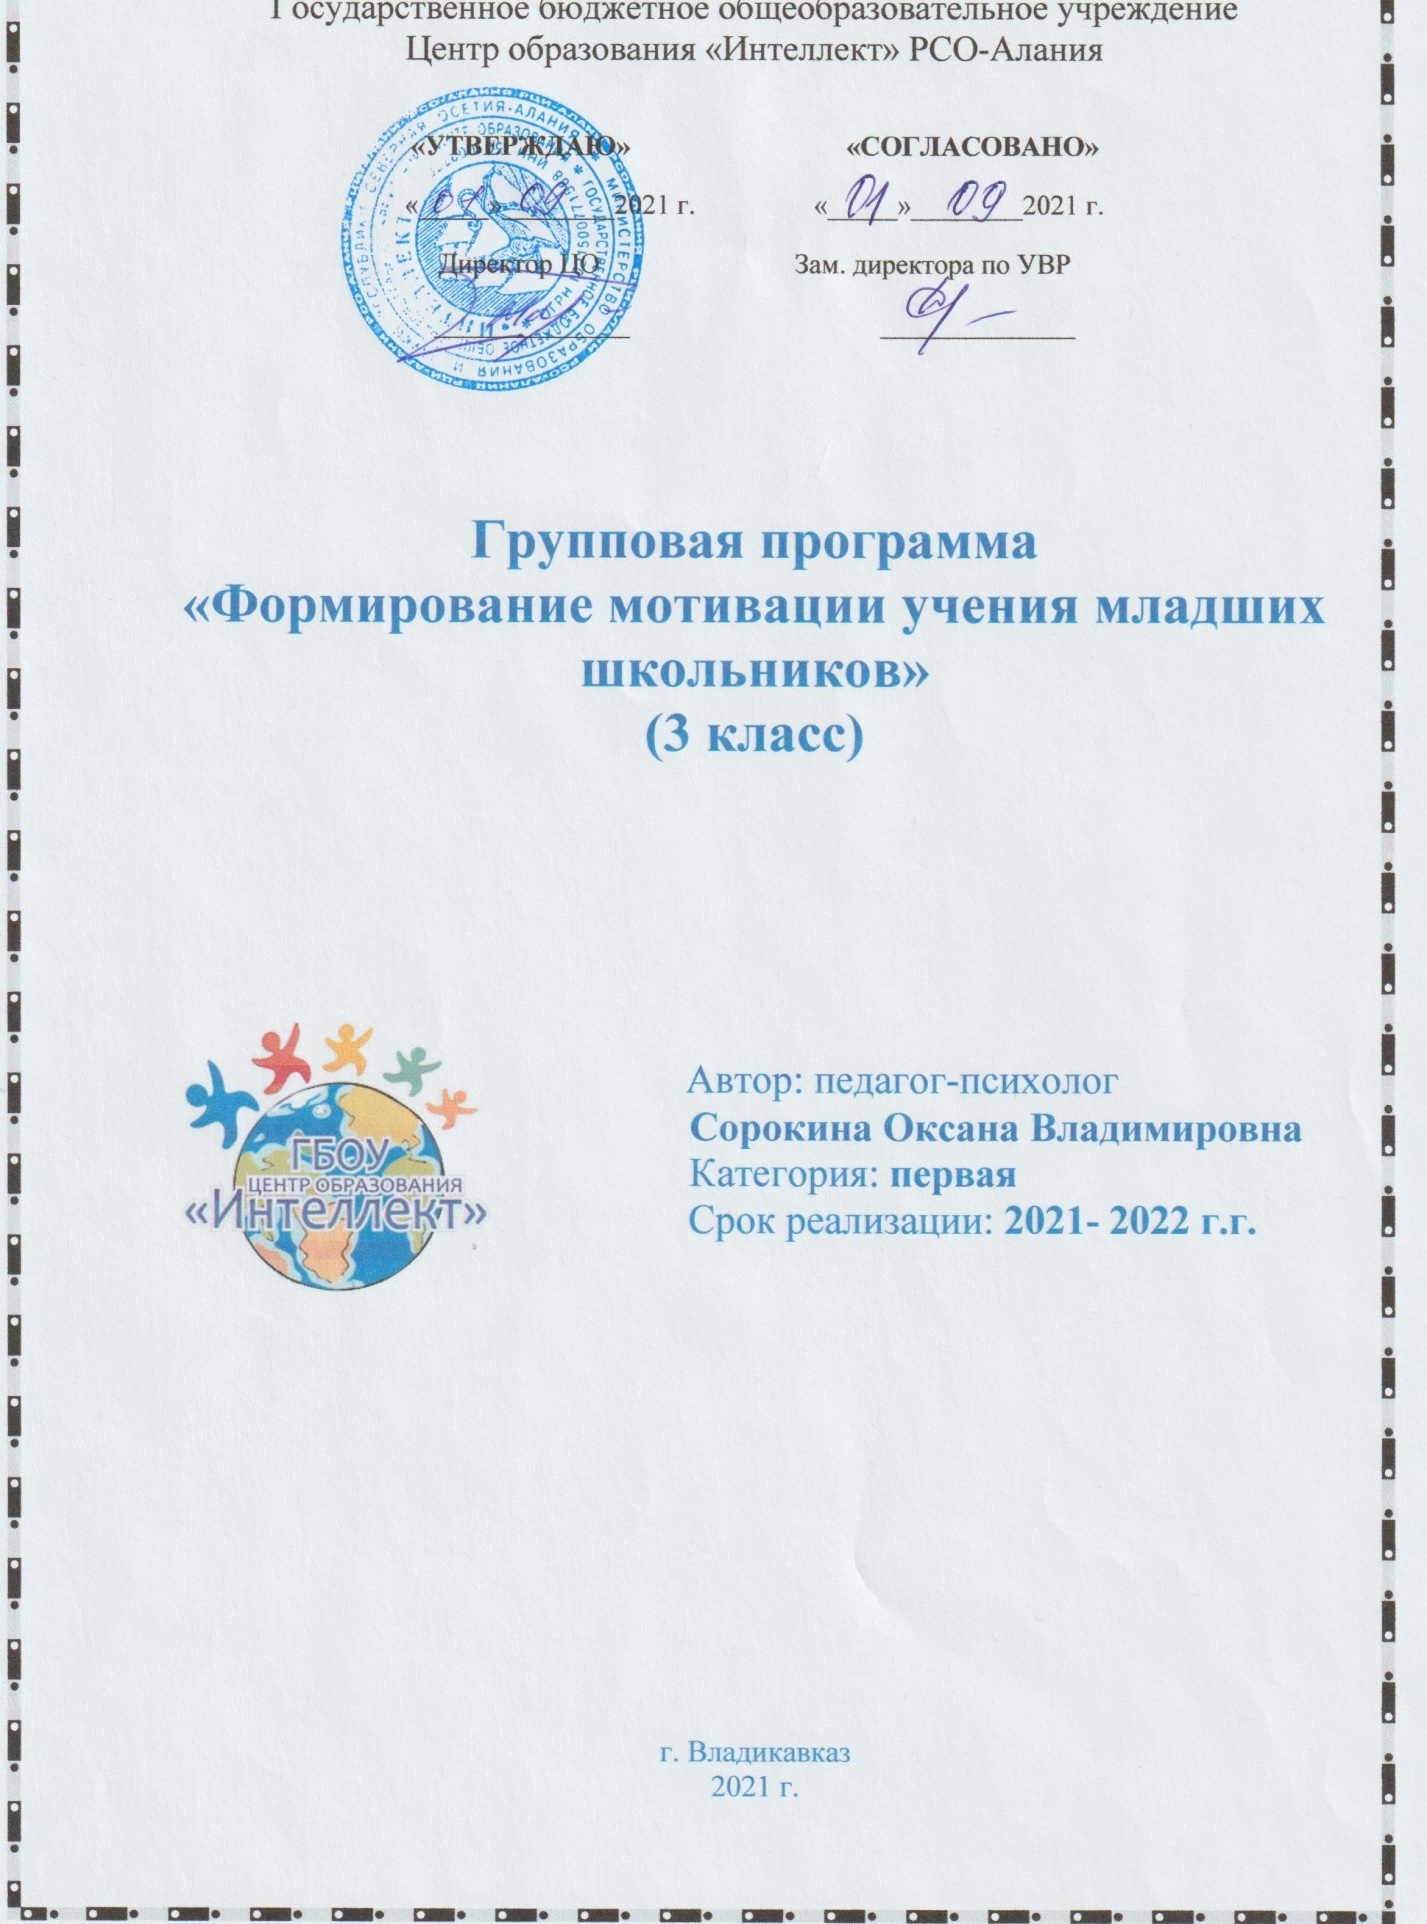 Государственное бюджетное общеобразовательное учреждение
Центр образования «Интеллект» РСО-Алания
«УТВЕРЖДАЮ» «СОГЛАСОВАНО»
«01» 09 2021 г. «01» 09 2021 г.
Директор ЦО Зам. директора по УВР
Групповая программа
«Формирование мотивации учения младших
школьников»
(3 класс)
ГБОУ
ЦЕНТР ОБРАЗОВАНИЯ
«Интеллект»
Автор: педагог-психолог
Сорокина Оксана Владимировна
Категория: первая
Срок реализации: 2021- 2022 г.г.
г. Владикавказ
2021 г.